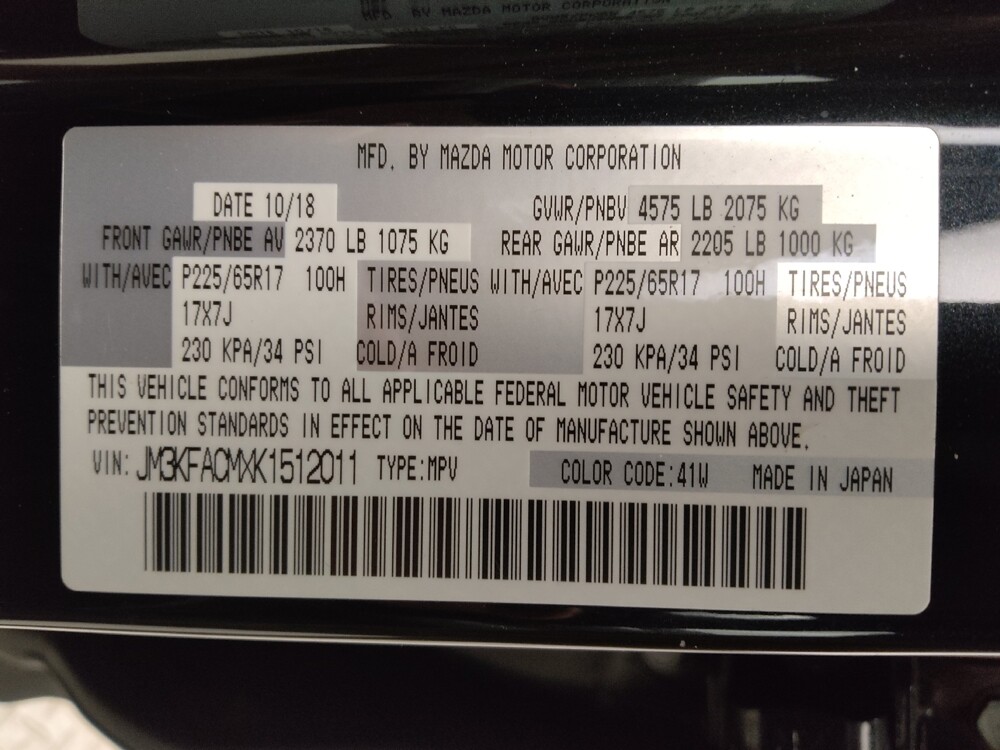 MFD. BY MAZDA MOTOR CORPORATION
DATE 10/18 GVWR/PNBV 4575 LB 2075 KG
FRONT GAWR/PNBE AV 2370 LB 1075 KG REAR GAWR/PNBE AR 2205 LB 1000 KG
WITH/AVEC P225/65R17 100H TIRES/PNEUS WITH/AVEC P225/65R17 100H TIRES/PNEUS
17X7J RIMS/JANTES 17X7J RIMS/JANTES
230 KPA/34 PSI COLD/A FROID 230 KPA/34 PSI COLD/A FROID
THIS VEHICLE CONFORMS TO ALL APPLICABLE FEDERAL MOTOR VEHICLE SAFETY AND THEFT
PREVENTION STANDARDS IN EFFECT ON THE DATE OF MANUFACTURE SHOWN ABOVE.
VIN: JM3KFACMXK1512011 TYPE:MPV COLOR CODE:41W MADE IN JAPAN